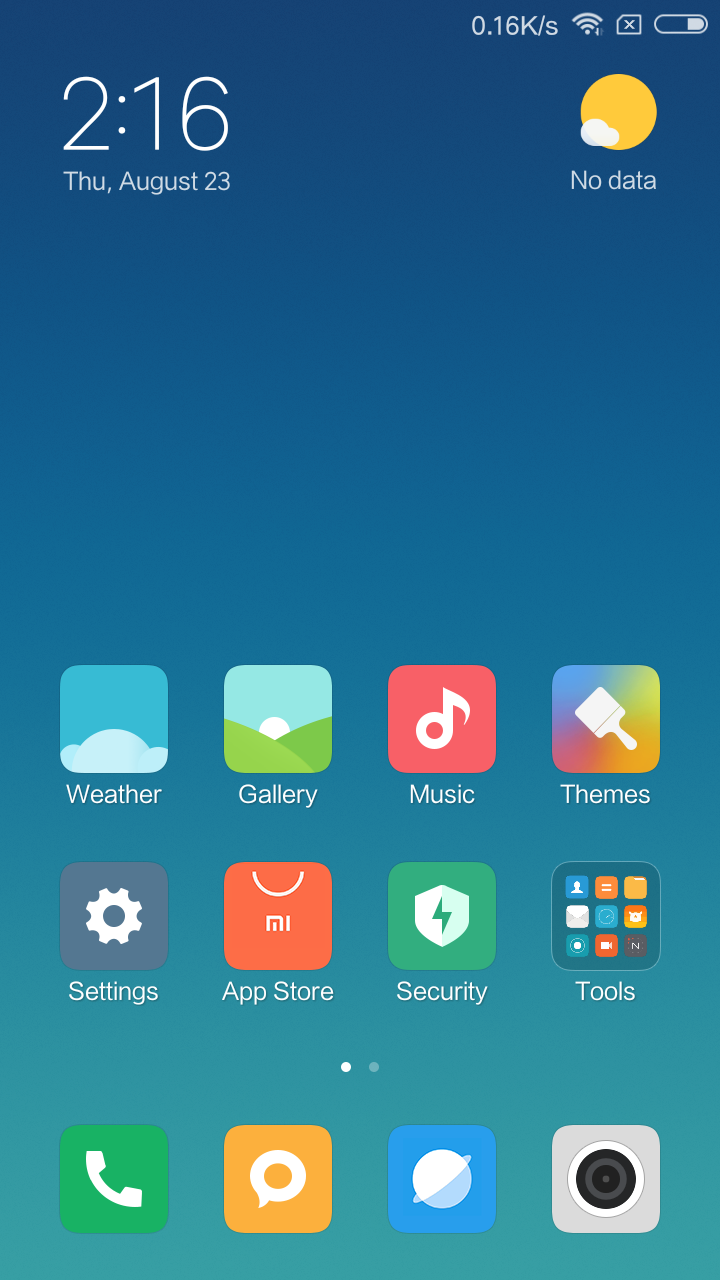 0.16K/s
2:16
Thu, August 23
No data
Weather Gallery Music Themes
MI
Settings App Store Security Tools
N